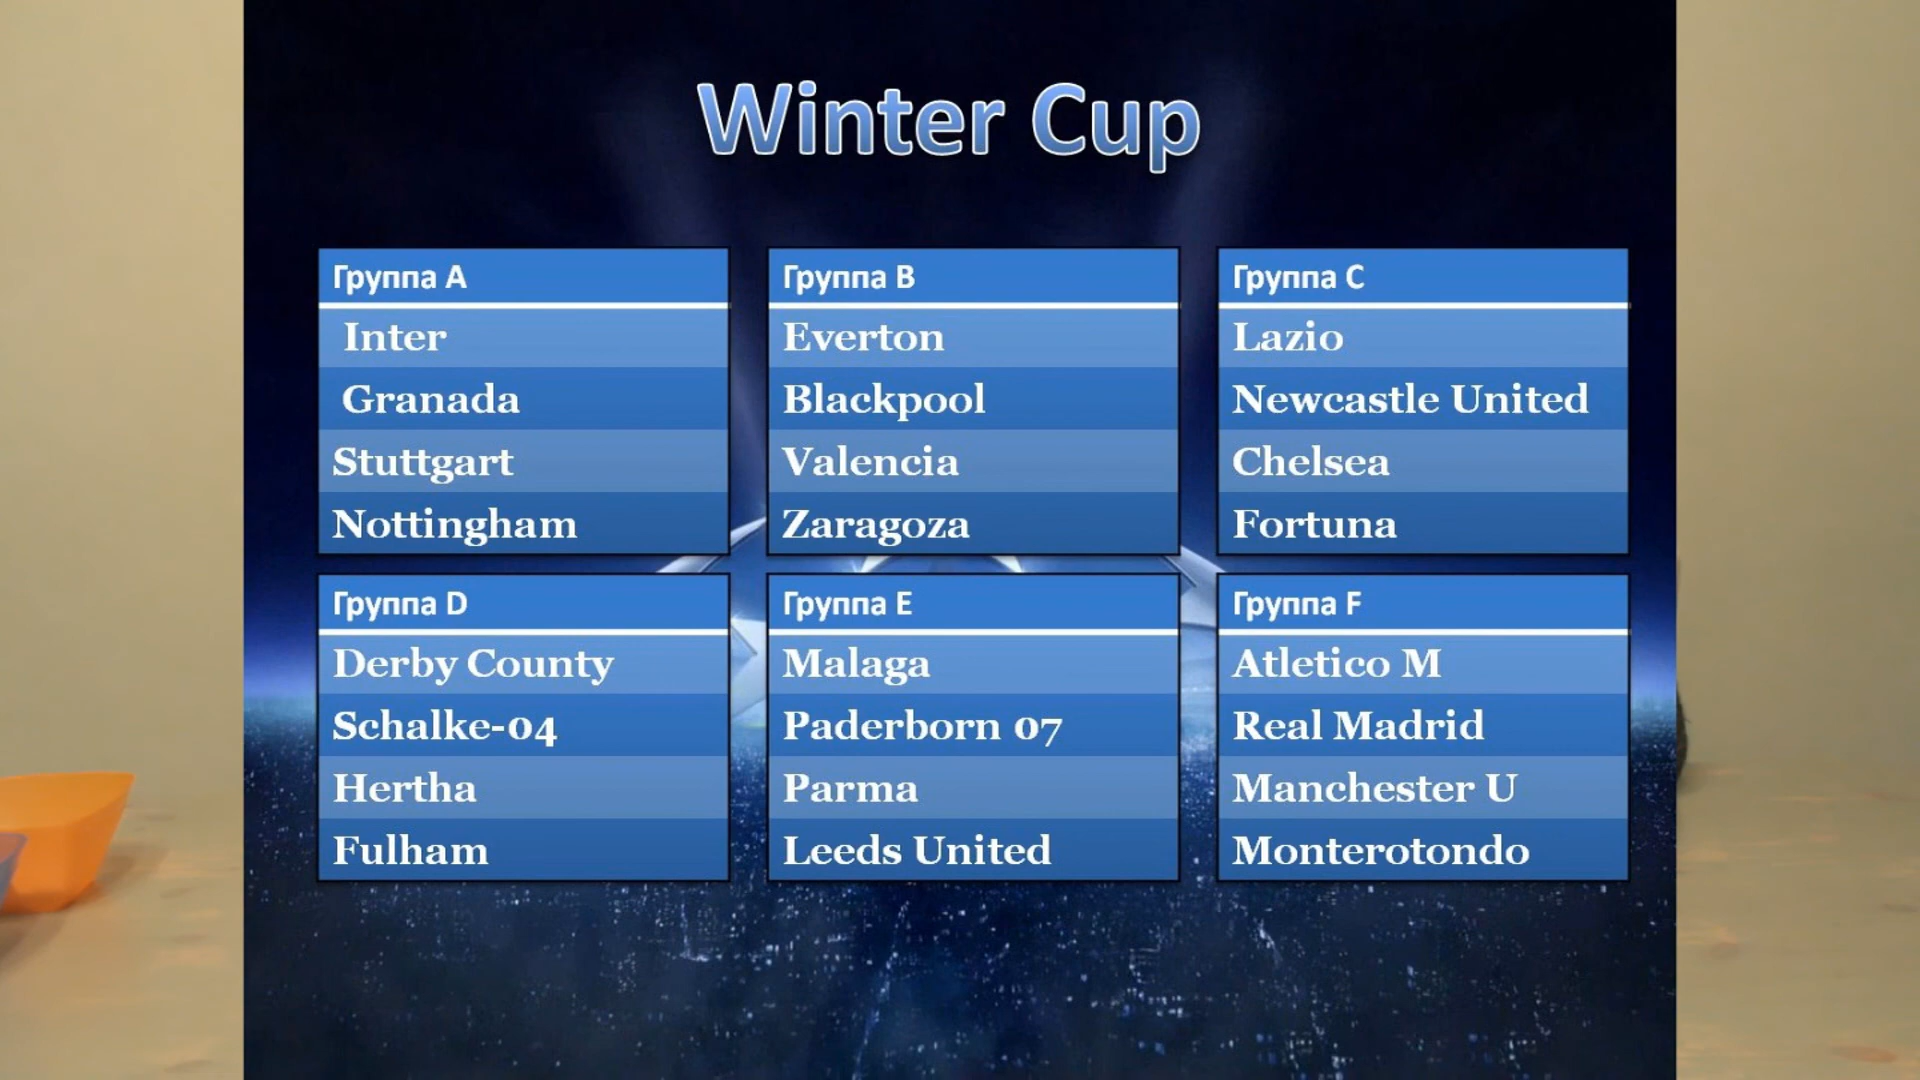 Winter Cup
Группа A
Inter
Granada
Stuttgart
Nottingham
Группа B
Everton
Blackpool
Valencia
Zaragoza
Группа C
Lazio
Newcastle United
Chelsea
Fortuna
Группа D
Derby County
Schalke-04
Hertha
Fulham
Группа E
Malaga
Paderborn 07
Parma
Leeds United
Группа F
Atletico M
Real Madrid
Manchester U
Monterotondo